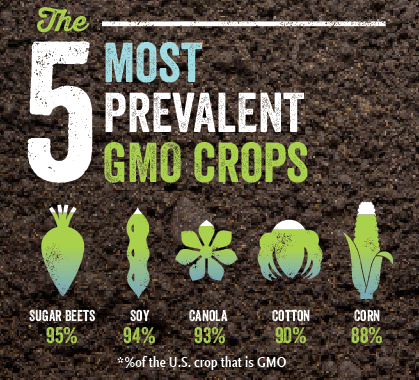 The
5 MOST
PREVALENT
GMO CROPS
SUGAR BEETS SOY CANOLA COTTON CORN
95% 94% 93% 90% 88%
*%of the U.S. crop that is GMO